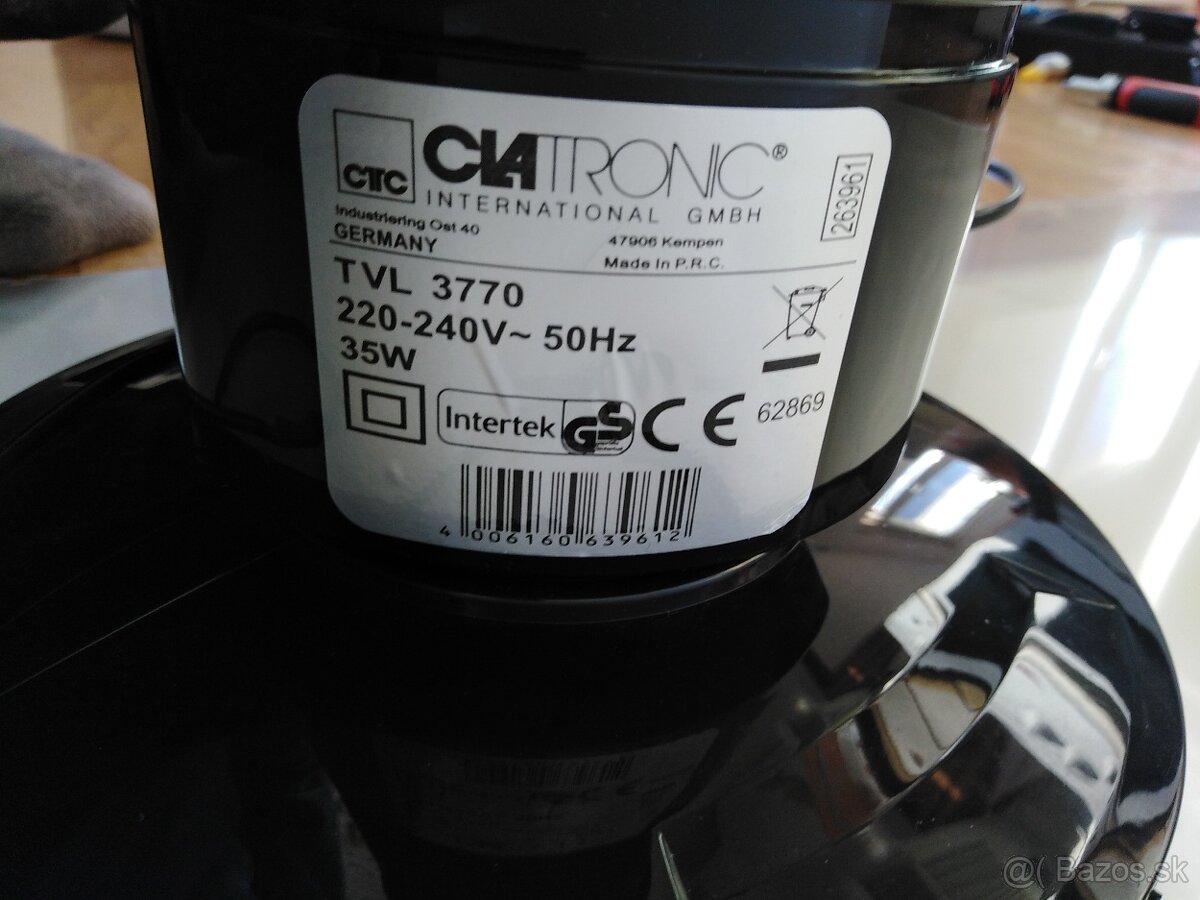 CTC CLATRONIC®
INTERNATIONAL GMBH
263961
Industriering Ost 40
47906 Kempen
GERMANY
Made in P.R.C.
TVL 3770
220-240V~ 50Hz
35W
Intertek GS CE 62869
4 006160 639612
@( Bazos.sk